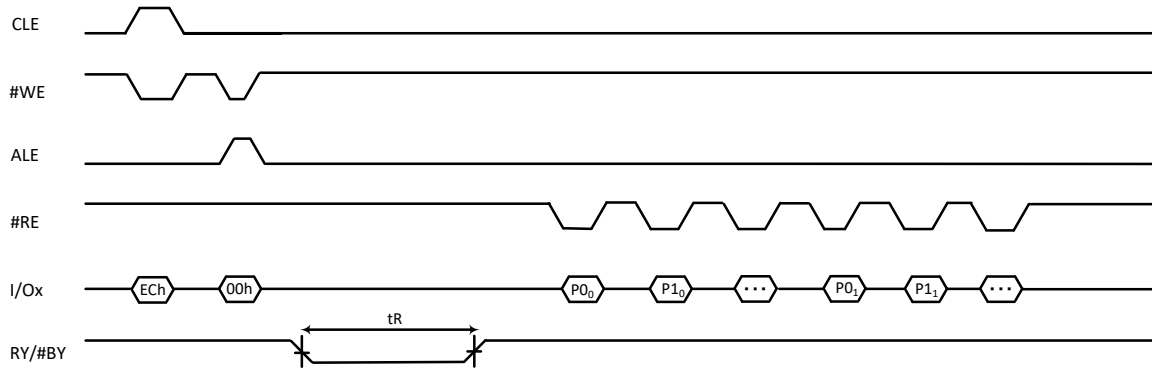 CLE
#WE
ALE
#RE
I/Ox ECh 00h P0₀ P1₀ ... P0₁ P1₁ ...
tR
RY/#BY